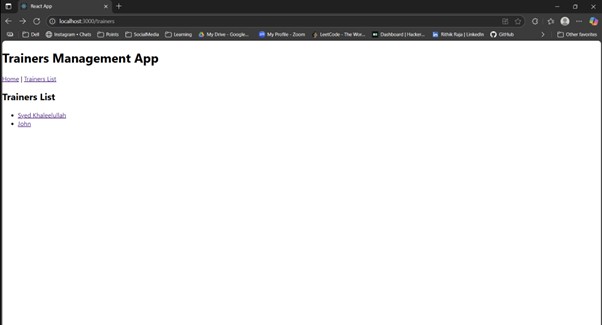 React App
localhost:3000/trainers
Dell
Instagram • Chats
Points
SocialMedia
Learning
My Drive - Google...
My Profile - Zoom
LeetCode - The Wor...
Dashboard | Hacker...
Rithik Raja | LinkedIn
GitHub
Other favorites
Trainers Management App
Home | Trainers List
Trainers List
Syed Khaleelullah
John